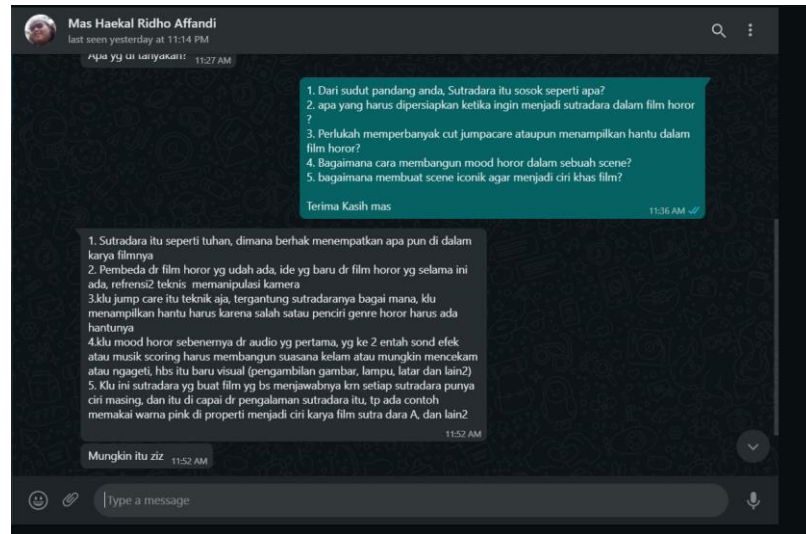 Mas Haekal Ridho Affandi
last seen yesterday at 11:14 PM
Apa yg di tanyakan? 11:27 AM
1. Dari sudut pandang anda, Sutradara itu sosok seperti apa?
2. apa yang harus dipersiapkan ketika ingin menjadi sutradara dalam film horor
?
3. Perlukah memperbanyak cut jumpacare ataupun menampilkan hantu dalam
film horor?
4. Bagaimana cara membangun mood horor dalam sebuah scene?
5. bagaimana membuat scene iconik agar menjadi ciri khas film?
Terima Kasih mas
11:36 AM
1. Sutradara itu seperti tuhan, dimana berhak menempatkan apa pun di dalam
karya filmnya
2. Pembeda dr film horor yg udah ada, ide yg baru dr film horor yg selama ini
ada, refrensi2 teknis memanipulasi kamera
3.klu jump care itu teknik aja, tergantung sutradaranya bagai mana, klu
menampilkan hantu harus karena salah satau penciri genre horor harus ada
hantunya
4.klu mood horor sebenernya dr audio yg pertama, yg ke 2 entah sond efek
atau musik scoring harus membangun suasana kelam atau mungkin mencekam
atau ngageti, hbs itu baru visual (pengambilan gambar, lampu, latar dan lain2)
5. Klu ini sutradara yg buat film yg bs menjawabnya krn setiap sutradara punya
ciri masing, dan itu di capai dr pengalaman sutradara itu, tp ada contoh
memakai warna pink di properti menjadi ciri karya film sutra dara A, dan lain2
11:52 AM
Mungkin itu ziz 11:52 AM
Type a message